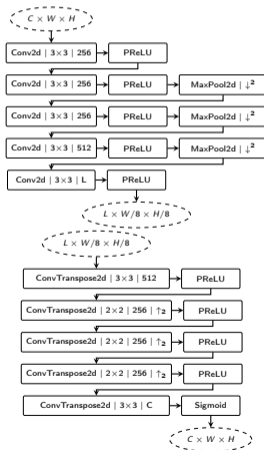 C × W × H
Conv2d | 3×3 | 256 PReLU
Conv2d | 3×3 | 256 PReLU MaxPool2d | ↓²
Conv2d | 3×3 | 256 PReLU MaxPool2d | ↓²
Conv2d | 3×3 | 512 PReLU MaxPool2d | ↓²
Conv2d | 3×3 | L PReLU
L × W/8 × H/8
L × W/8 × H/8
ConvTranspose2d | 3×3 | 512 PReLU
ConvTranspose2d | 2×2 | 256 | ↑₂ PReLU
ConvTranspose2d | 2×2 | 256 | ↑₂ PReLU
ConvTranspose2d | 2×2 | 256 | ↑₂ PReLU
ConvTranspose2d | 3×3 | C Sigmoid
C × W × H